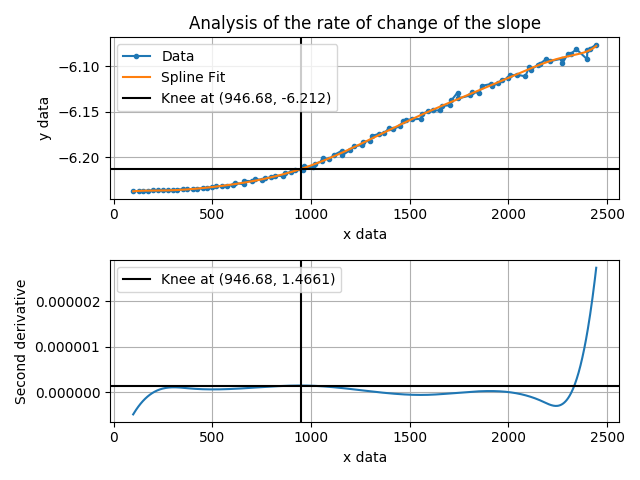 Analysis of the rate of change of the slope
Data
Spline Fit
Knee at (946.68, -6.212)
−6.10
−6.15
−6.20
y data
0 500 1000 1500 2000 2500
x data
Knee at (946.68, 1.4661)
0.000002
0.000001
0.000000
Second derivative
0 500 1000 1500 2000 2500
x data